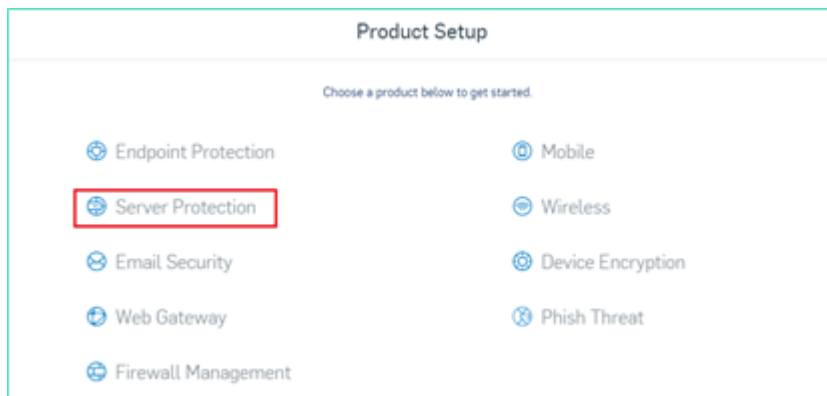 Product Setup
Choose a product below to get started.
Endpoint Protection
Mobile
Server Protection
Wireless
Email Security
Device Encryption
Web Gateway
Phish Threat
Firewall Management